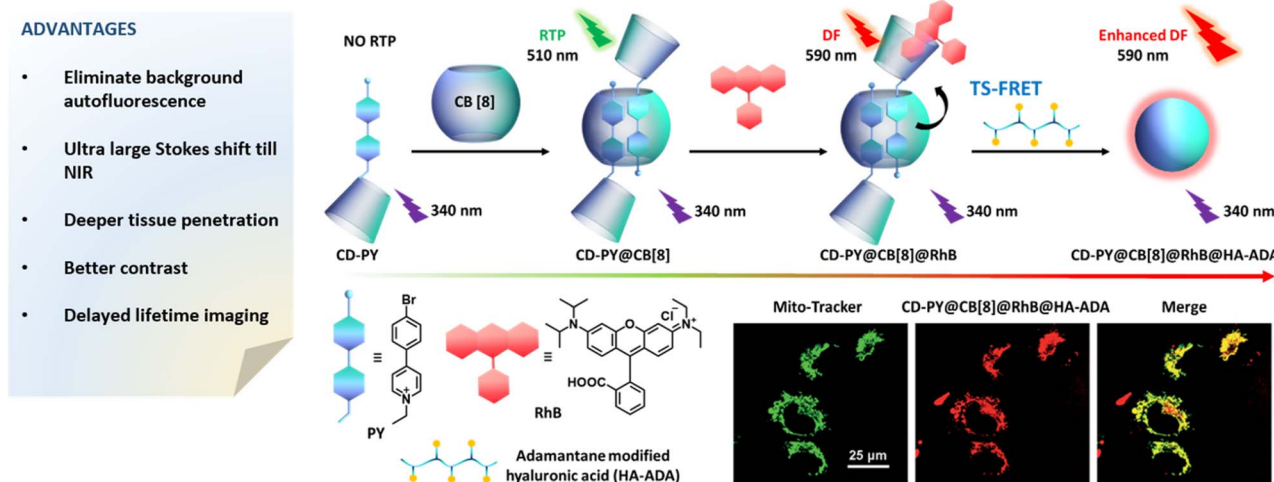 ADVANTAGES
• Eliminate background
autofluorescence
• Ultra large Stokes shift till
NIR
• Deeper tissue penetration
• Better contrast
• Delayed lifetime imaging
NO RTP
CB [8]
340 nm
CD-PY
RTP
510 nm
340 nm
CD-PY@CB[8]
DF
590 nm
340 nm
CD-PY@CB[8]@RhB
TS-FRET
Enhanced DF
590 nm
340 nm
CD-PY@CB[8]@RhB@HA-ADA
≡
Br
N+
PY
≡
N
O
N+
Cl-
HOOC
RhB
Adamantane modified
hyaluronic acid (HA-ADA)
Mito-Tracker
CD-PY@CB[8]@RhB@HA-ADA
Merge
25 µm